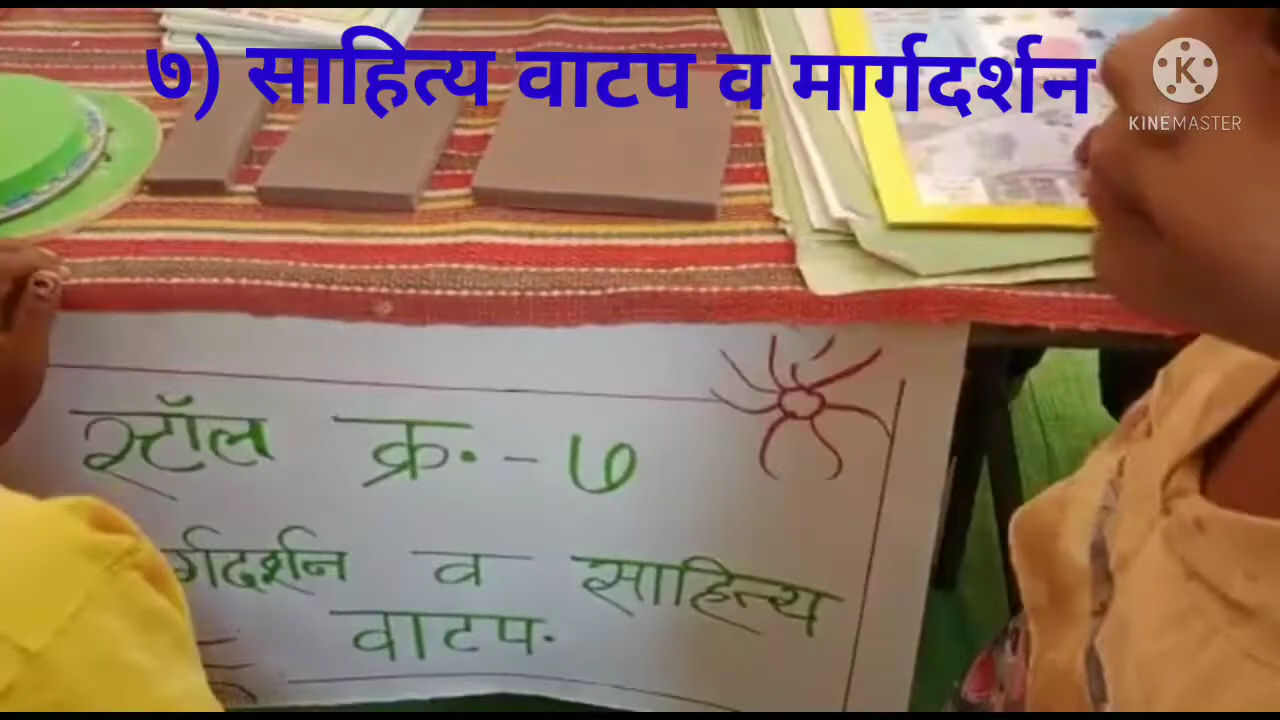 ७) साहित्य वाटप व मार्गदर्शन
K
KINEMASTER
स्टॉल क्र. - ७
र्गदर्शन व साहित्य
वाटप.